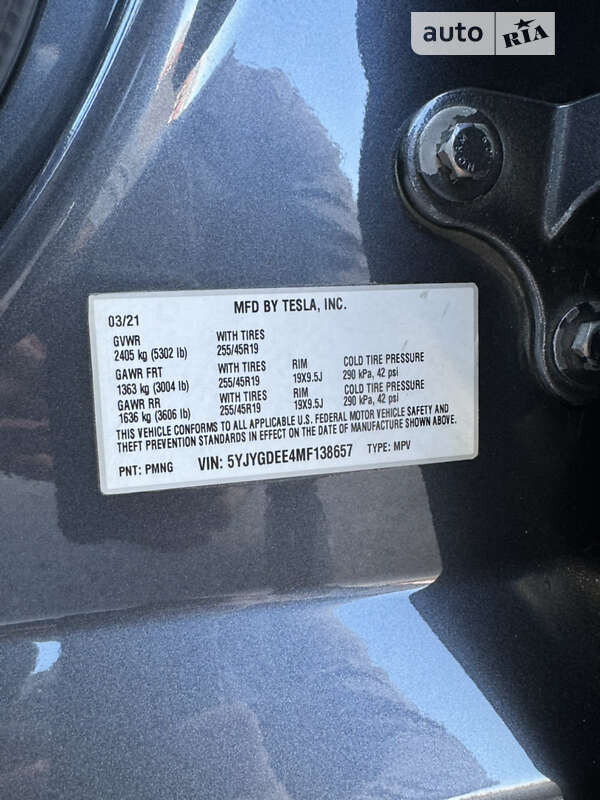 auto RIA
MFD BY TESLA, INC.
03/21
GVWR WITH TIRES
2405 kg (5302 lb) 255/45R19
GAWR FRT WITH TIRES RIM COLD TIRE PRESSURE
1363 kg (3004 lb) 255/45R19 19X9.5J 290 kPa, 42 psi
GAWR RR WITH TIRES RIM COLD TIRE PRESSURE
1636 kg (3606 lb) 255/45R19 19X9.5J 290 kPa, 42 psi
THIS VEHICLE CONFORMS TO ALL APPLICABLE U.S. FEDERAL MOTOR VEHICLE SAFETY AND
THEFT PREVENTION STANDARDS IN EFFECT ON THE DATE OF MANUFACTURE SHOWN ABOVE.
PNT: PMNG VIN: 5YJYGDEE4MF138657 TYPE: MPV